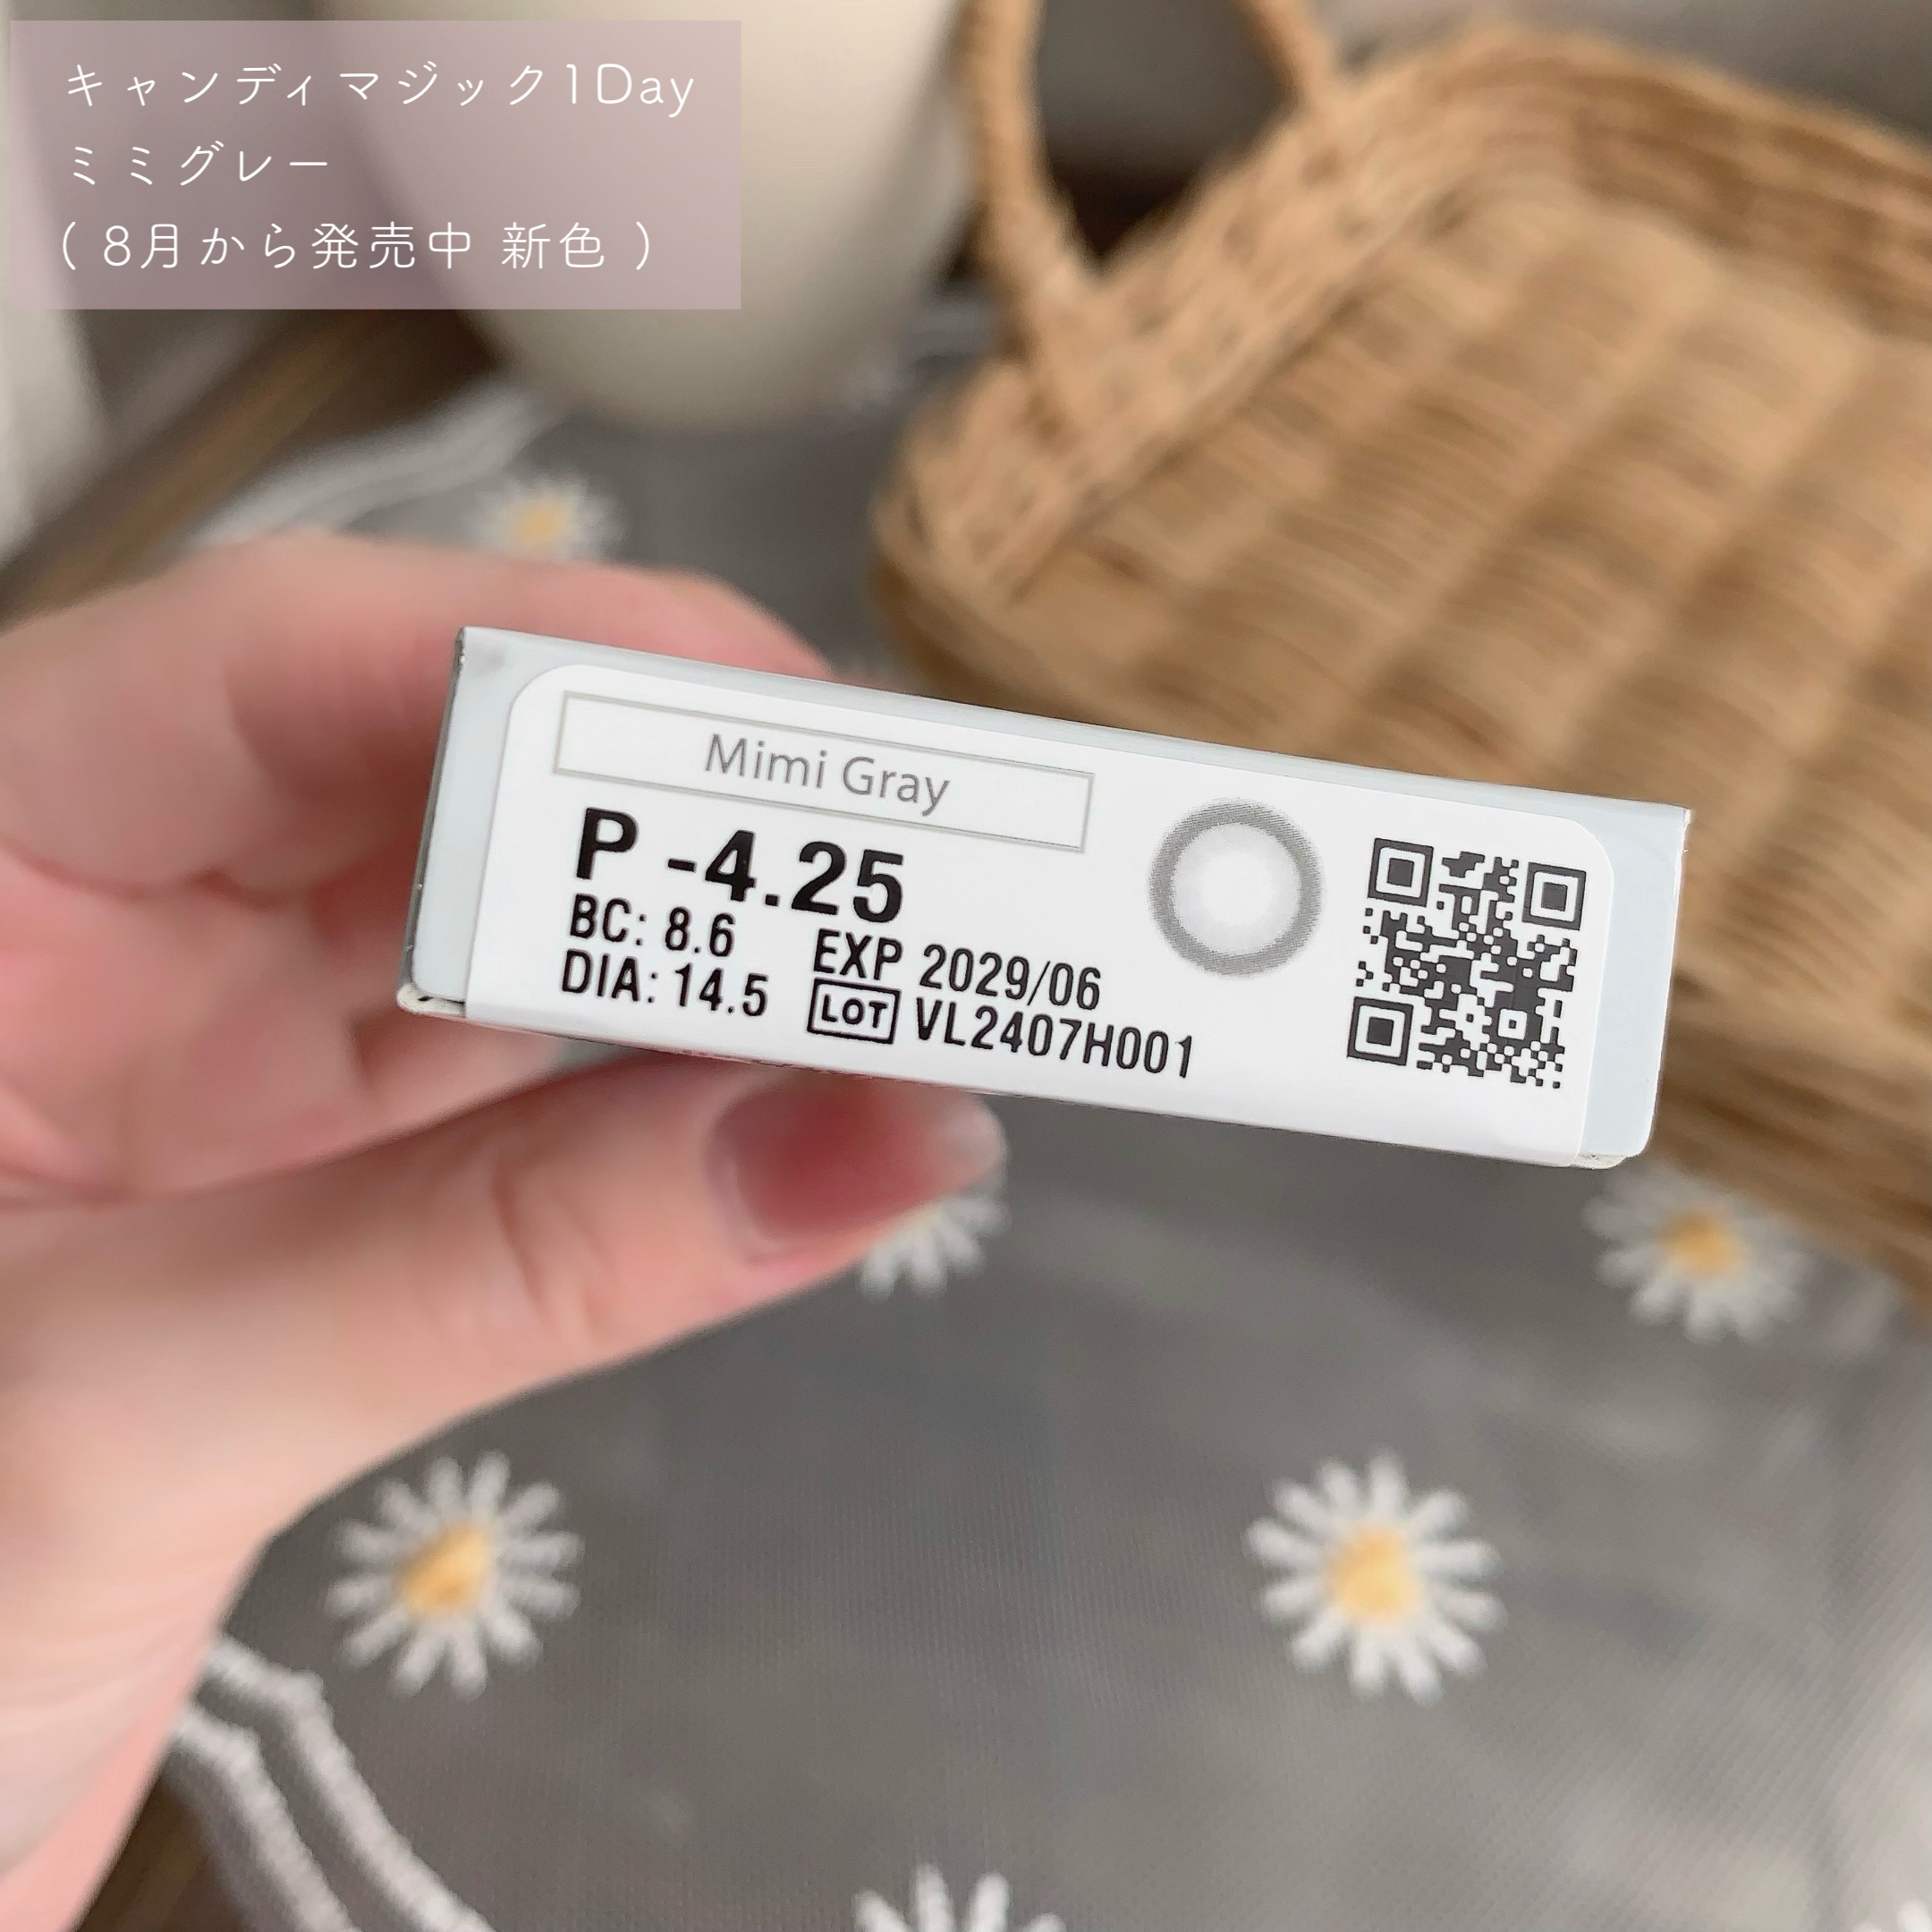 キャンディマジック1Day
ミミグレー
( 8月から発売中 新色 )
Mimi Gray
P -4.25
BC: 8.6
DIA: 14.5
EXP 2029/06
LOT VL2407H001